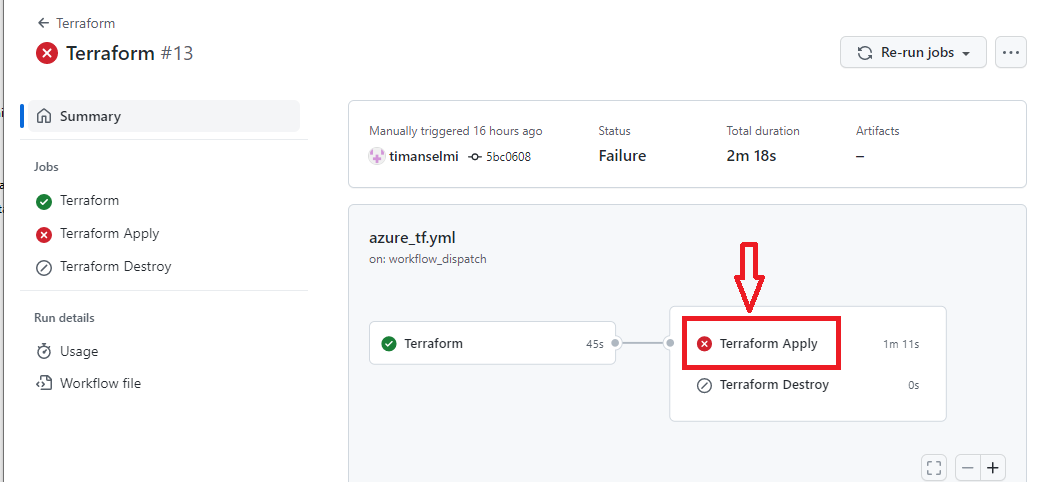 Terraform
Terraform #13
Re-run jobs
Summary
Jobs
Terraform
Terraform Apply
Terraform Destroy
Run details
Usage
Workflow file
Manually triggered 16 hours ago
timanselmi 5bc0608
Status
Failure
Total duration
2m 18s
Artifacts
–
azure_tf.yml
on: workflow_dispatch
Terraform 45s
Terraform Apply 1m 11s
Terraform Destroy 0s